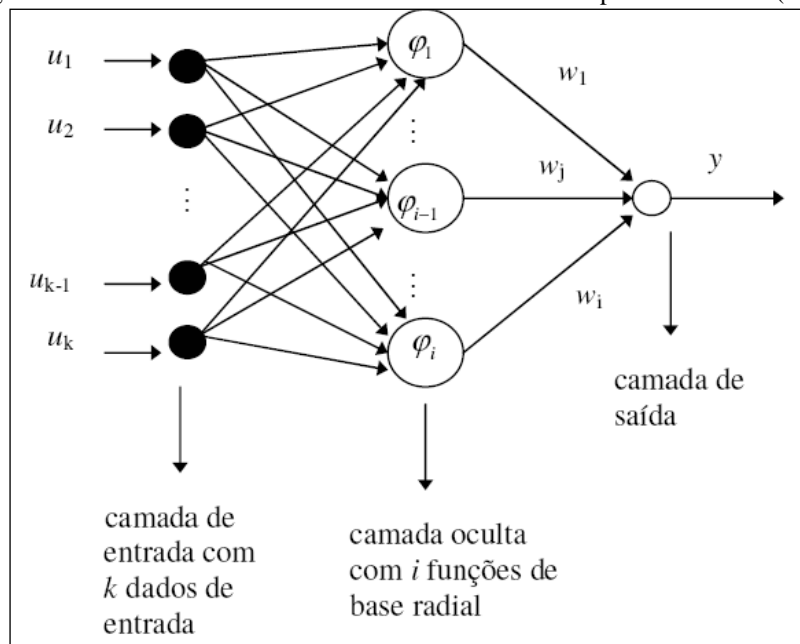 u1
u2
⋮
uk-1
uk
φ1
⋮
φi−1
⋮
φi
w1
wj
wi
y
camada de
entrada com
k dados de
entrada
camada oculta
com i funções de
base radial
camada de
saída